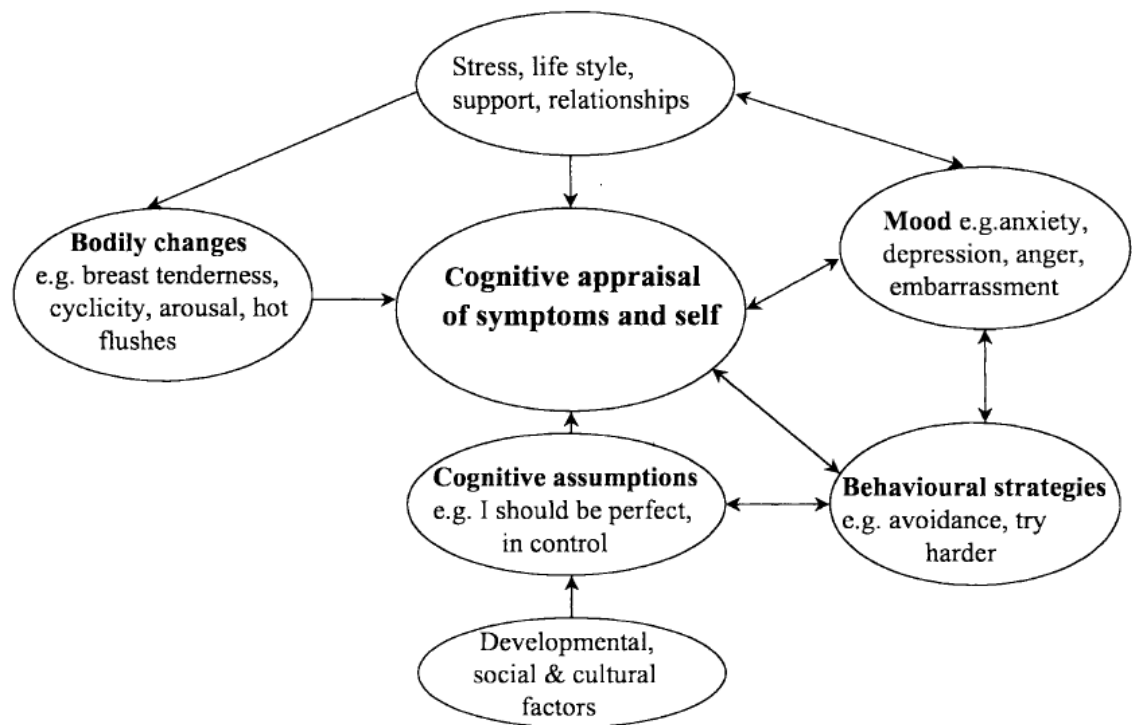 Stress, life style,
support, relationships
Bodily changes
e.g. breast tenderness,
cyclicity, arousal, hot
flushes
Cognitive appraisal
of symptoms and self
Mood e.g.anxiety,
depression, anger,
embarrassment
Cognitive assumptions
e.g. I should be perfect,
in control
Behavioural strategies
e.g. avoidance, try
harder
Developmental,
social & cultural
factors